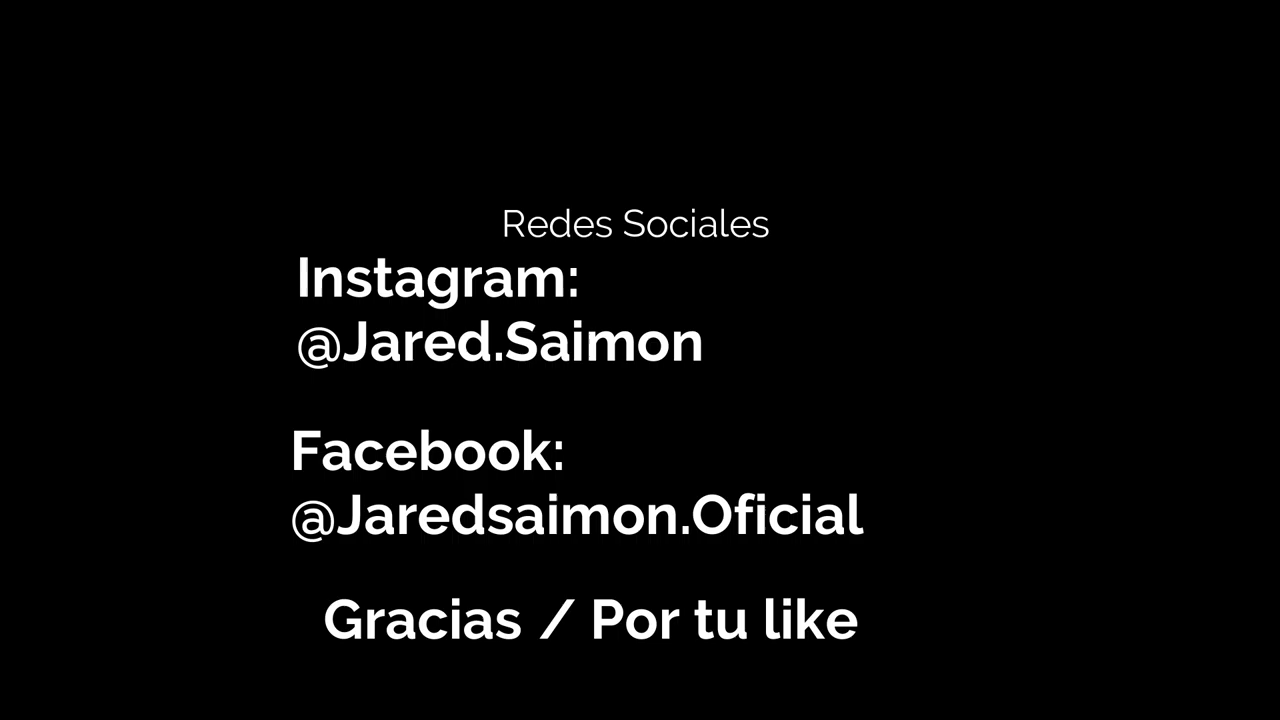 Redes Sociales
Instagram:
@Jared.Saimon
Facebook:
@Jaredsaimon.Oficial
Gracias / Por tu like